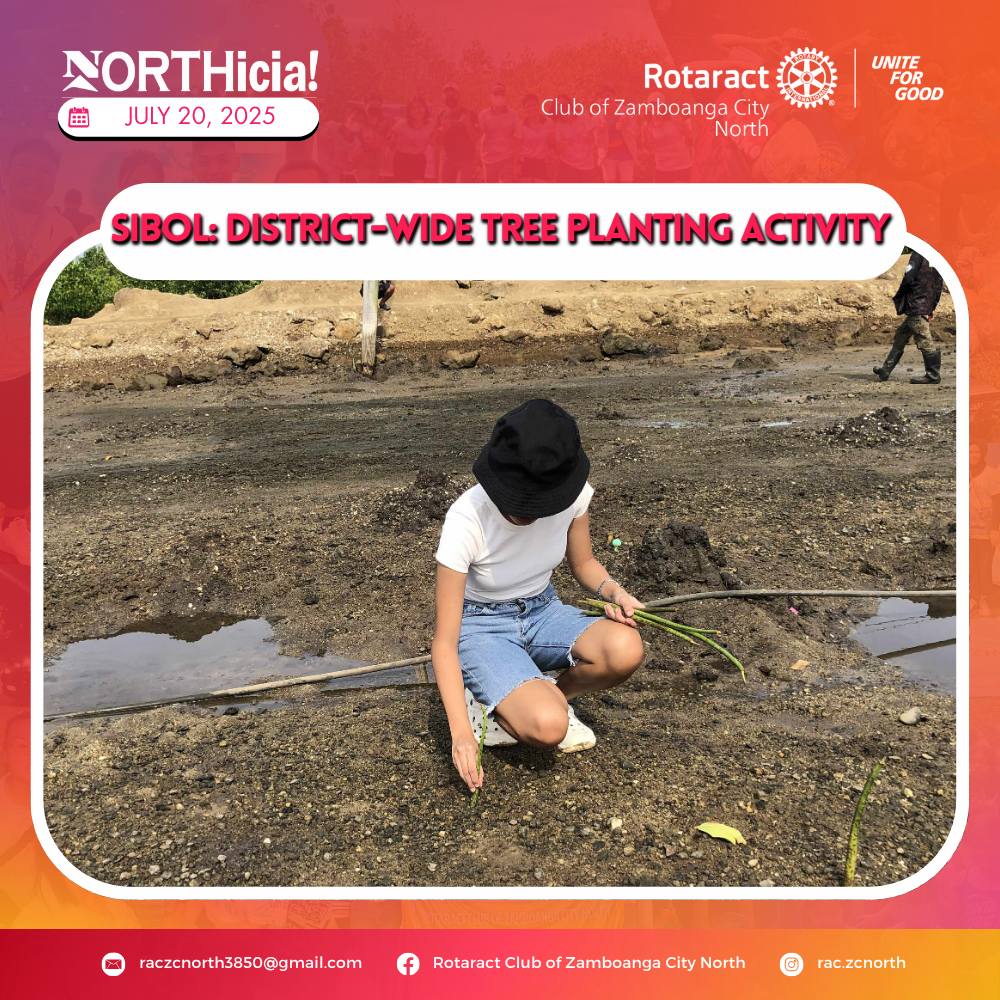 NORTHicia!
JULY 20, 2025
Rotaract
Club of Zamboanga City
North
UNITE
FOR
GOOD
SIBOL: DISTRICT-WIDE TREE PLANTING ACTIVITY
raczcnorth3850@gmail.com
Rotaract Club of Zamboanga City North
rac.zcnorth